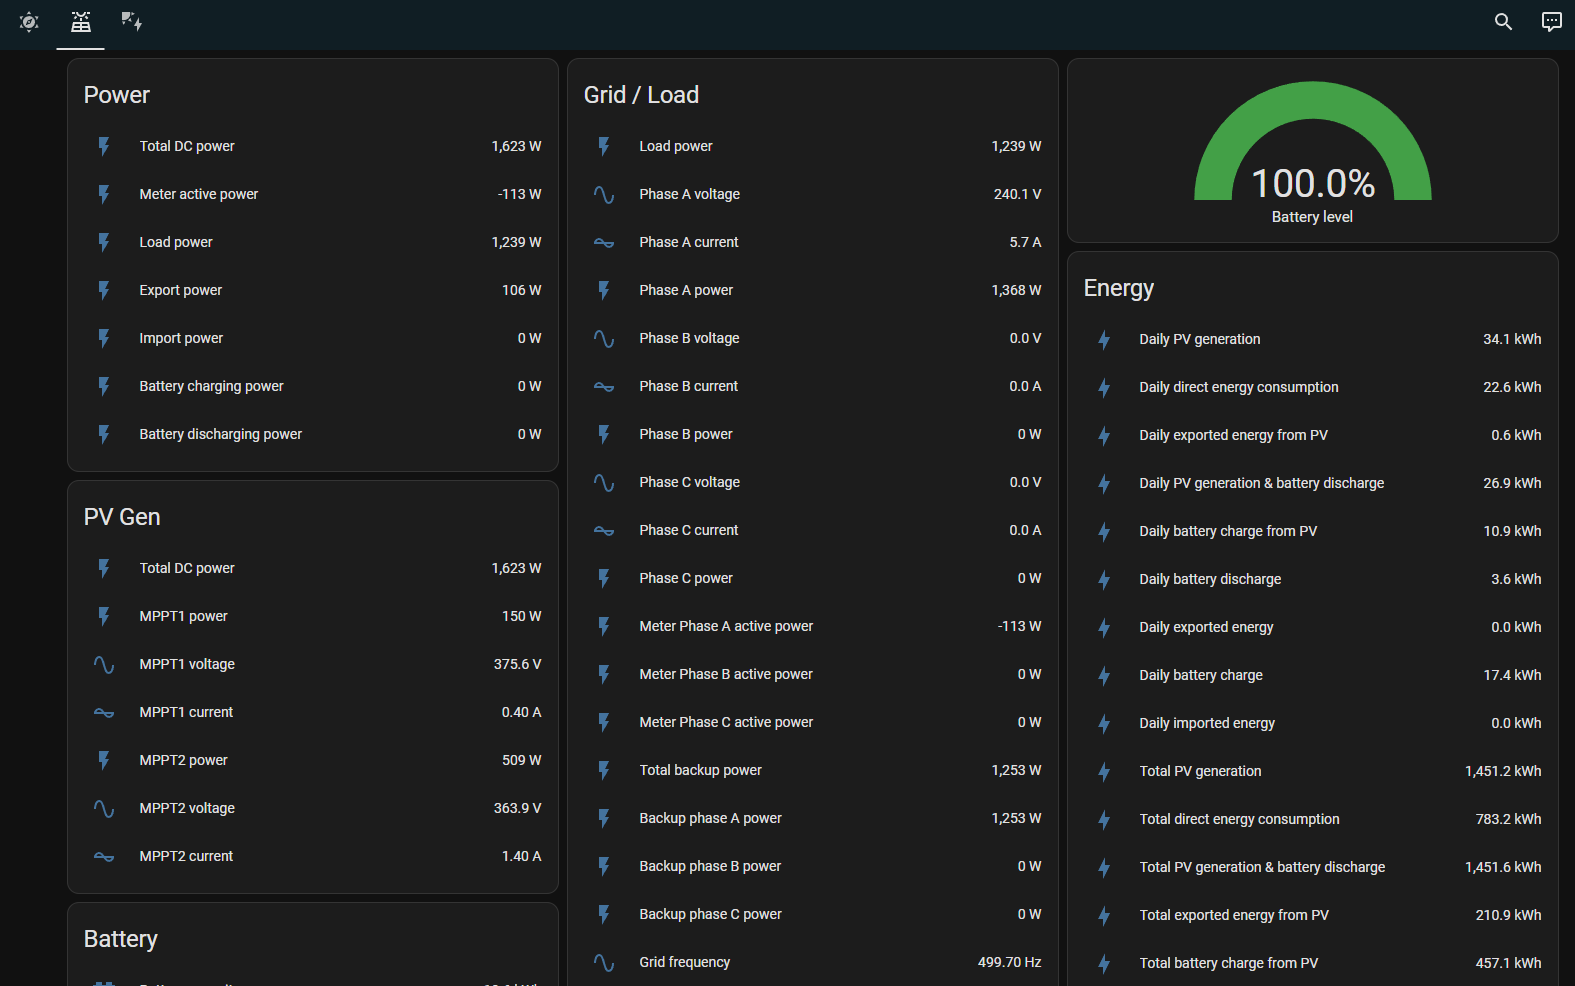 Power
Total DC power 1,623 W
Meter active power -113 W
Load power 1,239 W
Export power 106 W
Import power 0 W
Battery charging power 0 W
Battery discharging power 0 W
PV Gen
Total DC power 1,623 W
MPPT1 power 150 W
MPPT1 voltage 375.6 V
MPPT1 current 0.40 A
MPPT2 power 509 W
MPPT2 voltage 363.9 V
MPPT2 current 1.40 A
Battery
Grid / Load
Load power 1,239 W
Phase A voltage 240.1 V
Phase A current 5.7 A
Phase A power 1,368 W
Phase B voltage 0.0 V
Phase B current 0.0 A
Phase B power 0 W
Phase C voltage 0.0 V
Phase C current 0.0 A
Phase C power 0 W
Meter Phase A active power -113 W
Meter Phase B active power 0 W
Meter Phase C active power 0 W
Total backup power 1,253 W
Backup phase A power 1,253 W
Backup phase B power 0 W
Backup phase C power 0 W
Grid frequency 499.70 Hz
100.0%
Battery level
Energy
Daily PV generation 34.1 kWh
Daily direct energy consumption 22.6 kWh
Daily exported energy from PV 0.6 kWh
Daily PV generation & battery discharge 26.9 kWh
Daily battery charge from PV 10.9 kWh
Daily battery discharge 3.6 kWh
Daily exported energy 0.0 kWh
Daily battery charge 17.4 kWh
Daily imported energy 0.0 kWh
Total PV generation 1,451.2 kWh
Total direct energy consumption 783.2 kWh
Total PV generation & battery discharge 1,451.6 kWh
Total exported energy from PV 210.9 kWh
Total battery charge from PV 457.1 kWh